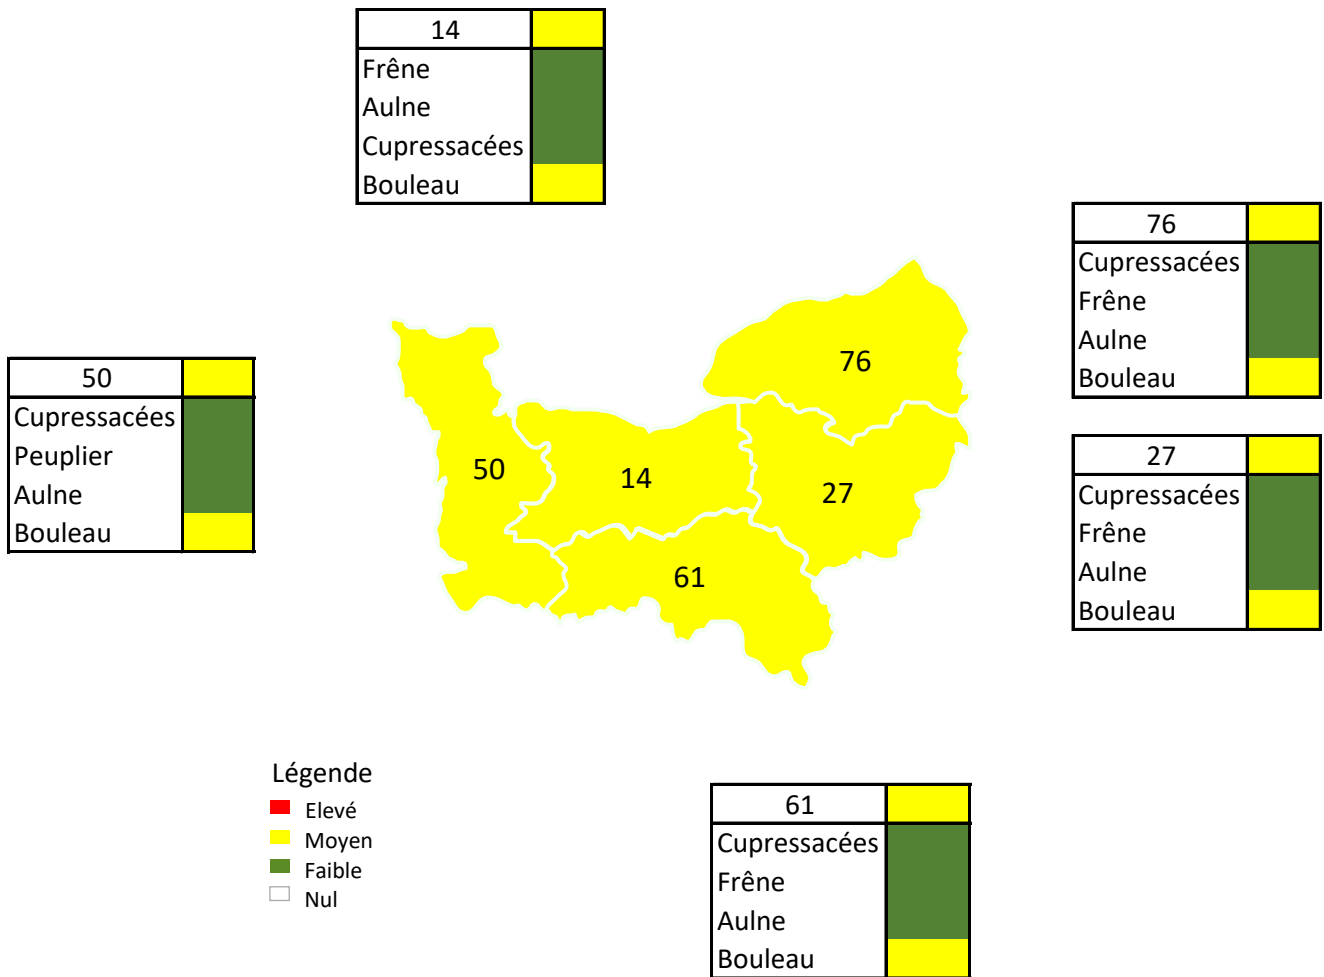 14
Frêne
Aulne
Cupressacées
Bouleau
76
Cupressacées
Frêne
Aulne
Bouleau
50
Cupressacées
Peuplier
Aulne
Bouleau
27
Cupressacées
Frêne
Aulne
Bouleau
76
50
14
27
61
Légende
Elevé
Moyen
Faible
Nul
61
Cupressacées
Frêne
Aulne
Bouleau